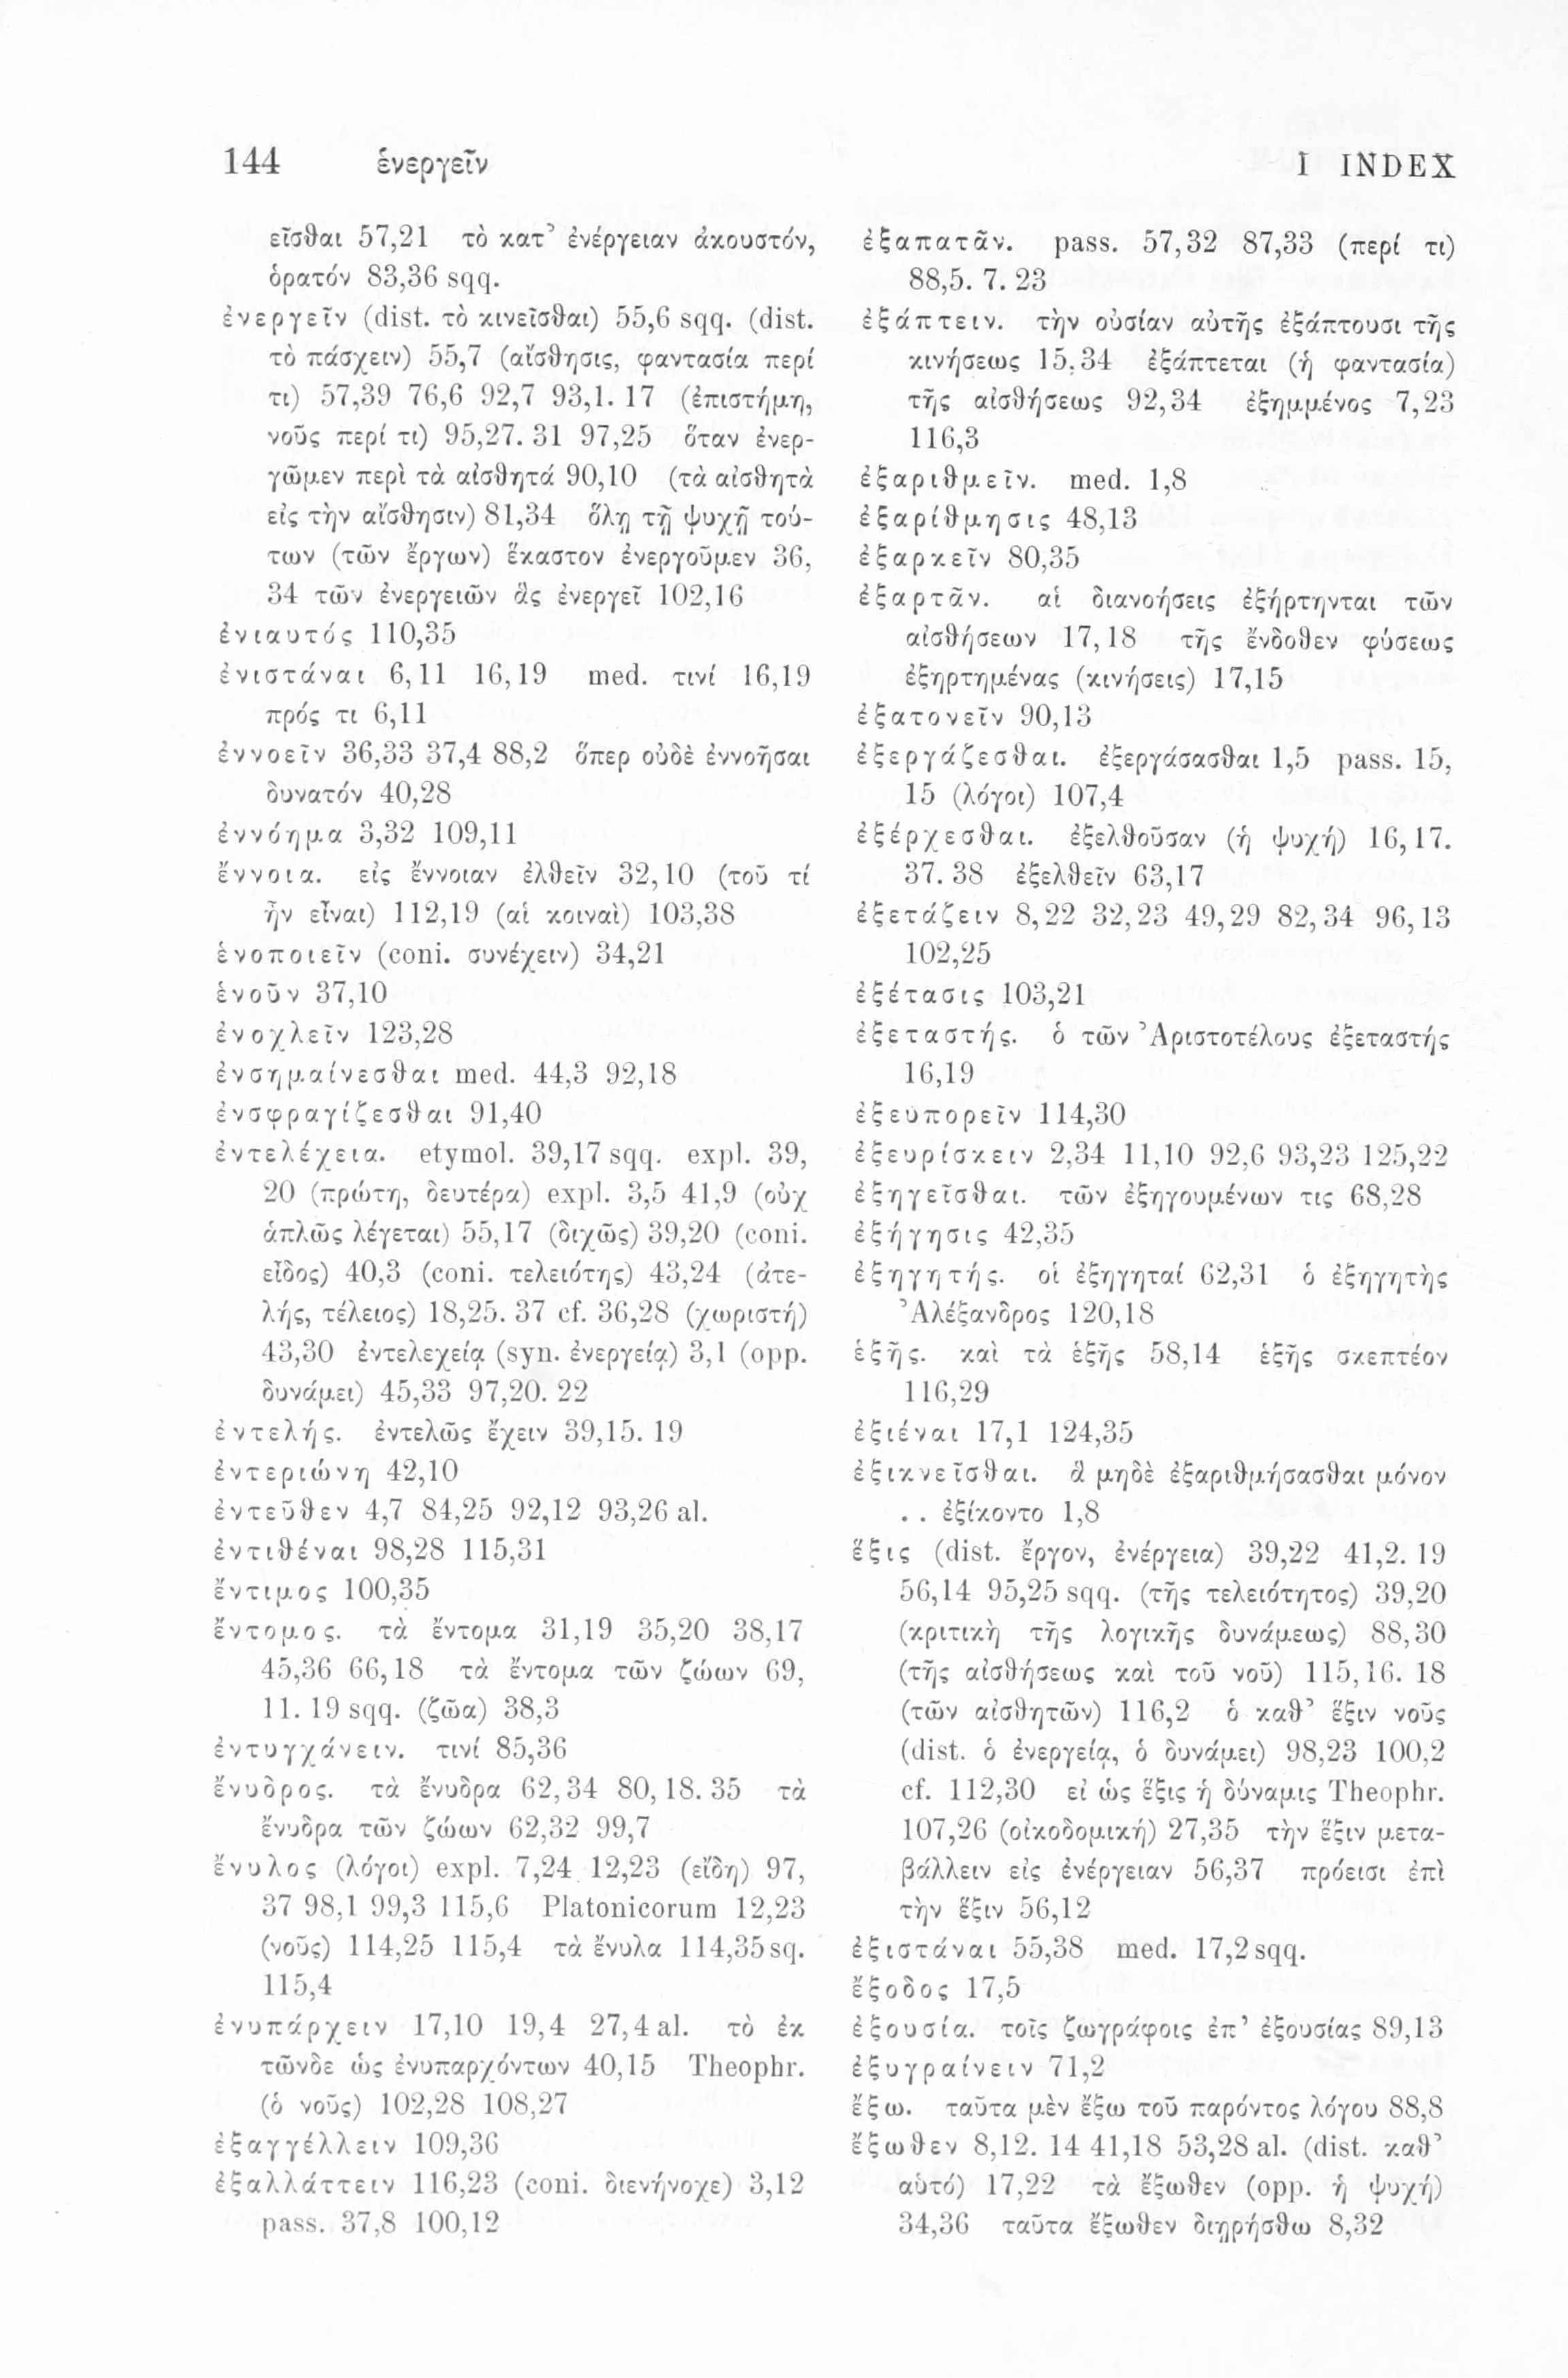 144 ἐνεργεῖν I INDEX
εῖσθαι 57,21 τὸ κατ’ ἐνέργειαν ἀκουστόν,
ὁρατόν 83,36 sqq.
ἐνεργεῖν (dist. τὸ κινεῖσθαι) 55,6 sqq. (dist.
τὸ πάσχειν) 55,7 (αἴσθησις, φαντασία περί
τι) 57,39 76,6 92,7 93,1. 17 (ἐπιστήμη,
νοῦς περί τι) 95,27. 31 97,25 ὅταν ἐνερ-
γῶμεν περὶ τὰ αἰσθητά 90,10 (τὰ αἰσθητὰ
εἰς τὴν αἴσθησιν) 81,34 ὅλῃ τῇ ψυχῇ τού-
των (τῶν ἔργων) ἕκαστον ἐνεργοῦμεν 36,
34 τῶν ἐνεργειῶν ἃς ἐνεργεῖ 102,16
ἐνιαυτός 110,35
ἐνιστάναι 6,11 16,19 med. τινί 16,19
πρός τι 6,11
ἐννοεῖν 36,33 37,4 88,2 ὅπερ οὐδὲ ἐννοῆσαι
δυνατόν 40,28
ἐννόημα 3,32 109,11
ἔννοια. εἰς ἔννοιαν ἐλθεῖν 32,10 (τοῦ τί
ἦν εἶναι) 112,19 (αἱ κοιναὶ) 103,38
ἑνοποιεῖν (coni. συνέχειν) 34,21
ἑνοῦν 37,10
ἐνοχλεῖν 123,28
ἐνσημαίνεσθαι med. 44,3 92,18
ἐνσφραγίζεσθαι 91,40
ἐντελέχεια. etymol. 39,17 sqq. expl. 39,
20 (πρώτη, δευτέρα) expl. 3,5 41,9 (οὐχ
ἁπλῶς λέγεται) 55,17 (διχῶς) 39,20 (coni.
εἶδος) 40,3 (coni. τελειότης) 43,24 (ἀτε-
λής, τέλειος) 18,25. 37 cf. 36,28 (χωριστή)
43,30 ἐντελεχείᾳ (syn. ἐνεργείᾳ) 3,1 (opp.
δυνάμει) 45,33 97,20. 22
ἐντελής. ἐντελῶς ἔχειν 39,15. 19
ἐντεριώνη 42,10
ἐντεῦθεν 4,7 84,25 92,12 93,26 al.
ἐντιθέναι 98,28 115,31
ἔντιμος 100,35
ἔντομος. τὰ ἔντομα 31,19 35,20 38,17
45,36 66,18 τὰ ἔντομα τῶν ζώων 69,
11. 19 sqq. (ζῶα) 38,3
ἐντυγχάνειν. τινί 85,36
ἔνυδρος. τὰ ἔνυδρα 62,34 80,18. 35 τὰ
ἔνυδρα τῶν ζώων 62,32 99,7
ἔνυλος (λόγοι) expl. 7,24 12,23 (εἴδη) 97,
37 98,1 99,3 115,6 Platonicorum 12,23
(νοῦς) 114,25 115,4 τὰ ἔνυλα 114,35 sq.
115,4
ἐνυπάρχειν 17,10 19,4 27,4 al. τὸ ἐκ
τῶνδε ὡς ἐνυπαρχόντων 40,15 Theophr.
(ὁ νοῦς) 102,28 108,27
ἐξαγγέλλειν 109,36
ἐξαλλάττειν 116,23 (coni. διενήνοχε) 3,12
pass. 37,8 100,12
ἐξαπατᾶν. pass. 57,32 87,33 (περί τι)
88,5. 7. 23
ἐξάπτειν. τὴν οὐσίαν αὐτῆς ἐξάπτουσι τῆς
κινήσεως 15,34 ἐξάπτεται (ἡ φαντασία)
τῆς αἰσθήσεως 92,34 ἐξημμένος 7,23
116,3
ἐξαριθμεῖν. med. 1,8
ἐξαρίθμησις 48,13
ἐξαρκεῖν 80,35
ἐξαρτᾶν. αἱ διανοήσεις ἐξήρτηνται τῶν
αἰσθήσεων 17,18 τῆς ἔνδοθεν φύσεως
ἐξηρτημένας (κινήσεις) 17,15
ἐξατονεῖν 90,13
ἐξεργάζεσθαι. ἐξεργάσασθαι 1,5 pass. 15,
15 (λόγοι) 107,4
ἐξέρχεσθαι. ἐξελθοῦσαν (ἡ ψυχή) 16,17.
37. 38 ἐξελθεῖν 63,17
ἐξετάζειν 8,22 32,23 49,29 82,34 96,13
102,25
ἐξέτασις 103,21
ἐξεταστής. ὁ τῶν Ἀριστοτέλους ἐξεταστής
16,19
ἐξευπορεῖν 114,30
ἐξευρίσκειν 2,34 11,10 92,6 93,23 125,22
ἐξηγεῖσθαι. τῶν ἐξηγουμένων τις 68,28
ἐξήγησις 42,35
ἐξηγητής. οἱ ἐξηγηταί 62,31 ὁ ἐξηγητὴς
Ἀλέξανδρος 120,18
ἑξῆς. καὶ τὰ ἑξῆς 58,14 ἑξῆς σκεπτέον
116,29
ἐξιέναι 17,1 124,35
ἐξικνεῖσθαι. ἃ μηδὲ ἐξαριθμήσασθαι μόνον
. . ἐξίκοντο 1,8
ἕξις (dist. ἔργον, ἐνέργεια) 39,22 41,2. 19
56,14 95,25 sqq. (τῆς τελειότητος) 39,20
(κριτικὴ τῆς λογικῆς δυνάμεως) 88,30
(τῆς αἰσθήσεως καὶ τοῦ νοῦ) 115,16. 18
(τῶν αἰσθητῶν) 116,2 ὁ καθ’ ἕξιν νοῦς
(dist. ὁ ἐνεργείᾳ, ὁ δυνάμει) 98,23 100,2
cf. 112,30 εἰ ὡς ἕξις ἡ δύναμις Theophr.
107,26 (οἰκοδομική) 27,35 τὴν ἕξιν μετα-
βάλλειν εἰς ἐνέργειαν 56,37 πρόεισι ἐπὶ
τὴν ἕξιν 56,12
ἐξιστάναι 55,38 med. 17,2 sqq.
ἔξοδος 17,5
ἐξουσία. τοῖς ζωγράφοις ἐπ’ ἐξουσίας 89,13
ἐξυγραίνειν 71,2
ἔξω. ταῦτα μὲν ἔξω τοῦ παρόντος λόγου 88,8
ἔξωθεν 8,12. 14 41,18 53,28 al. (dist. καθ’
αὑτό) 17,22 τὰ ἔξωθεν (opp. ἡ ψυχή)
34,36 ταῦτα ἔξωθεν διῃρήσθω 8,32